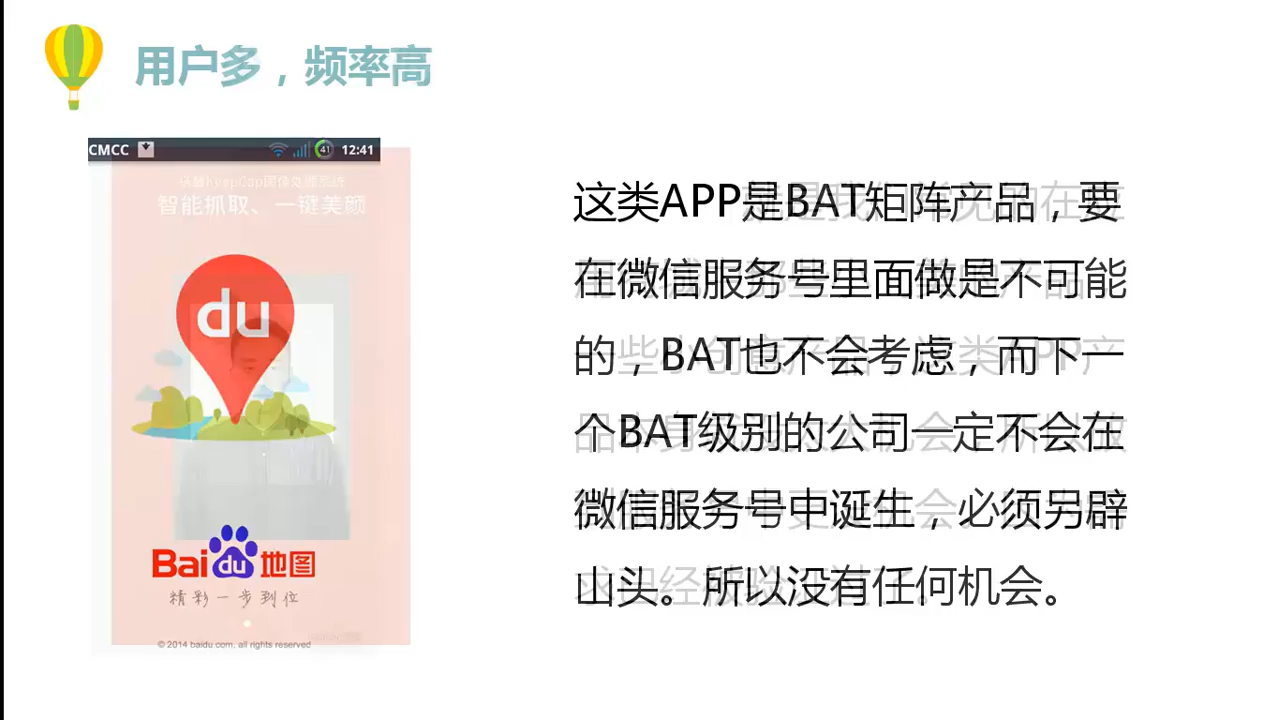 用户多，频率高
CMCC 41 12:41
智能抓取、一键美颜
du
Bai du 地图
精彩一步到位
© 2014 baidu.com, all rights reserved
这类APP是BAT矩阵产品，要
在微信服务号里面做是不可能
的，BAT也不会考虑，而下一
个BAT级别的公司一定不会在
微信服务号中诞生，必须另辟
山头。所以没有任何机会。